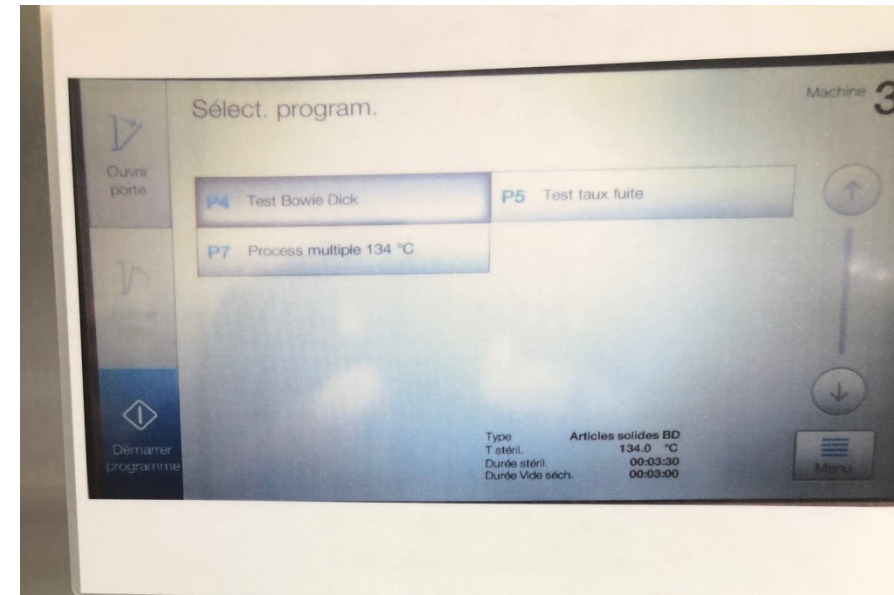 Sélect. program.
Machine 3
Ouvrir
porte
P4 Test Bowie Dick
P5 Test taux fuite
P7 Process multiple 134 °C
Démarrer
programme
Type Articles solides BD
T stéril. 134.0 °C
Durée stéril. 00:03:30
Durée Vide séch. 00:03:00
Menu